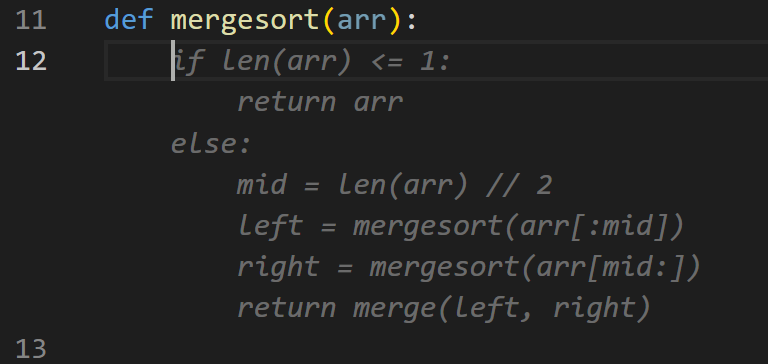 11 def mergesort(arr):
12 if len(arr) <= 1:
return arr
else:
mid = len(arr) // 2
left = mergesort(arr[:mid])
right = mergesort(arr[mid:])
return merge(left, right)
13